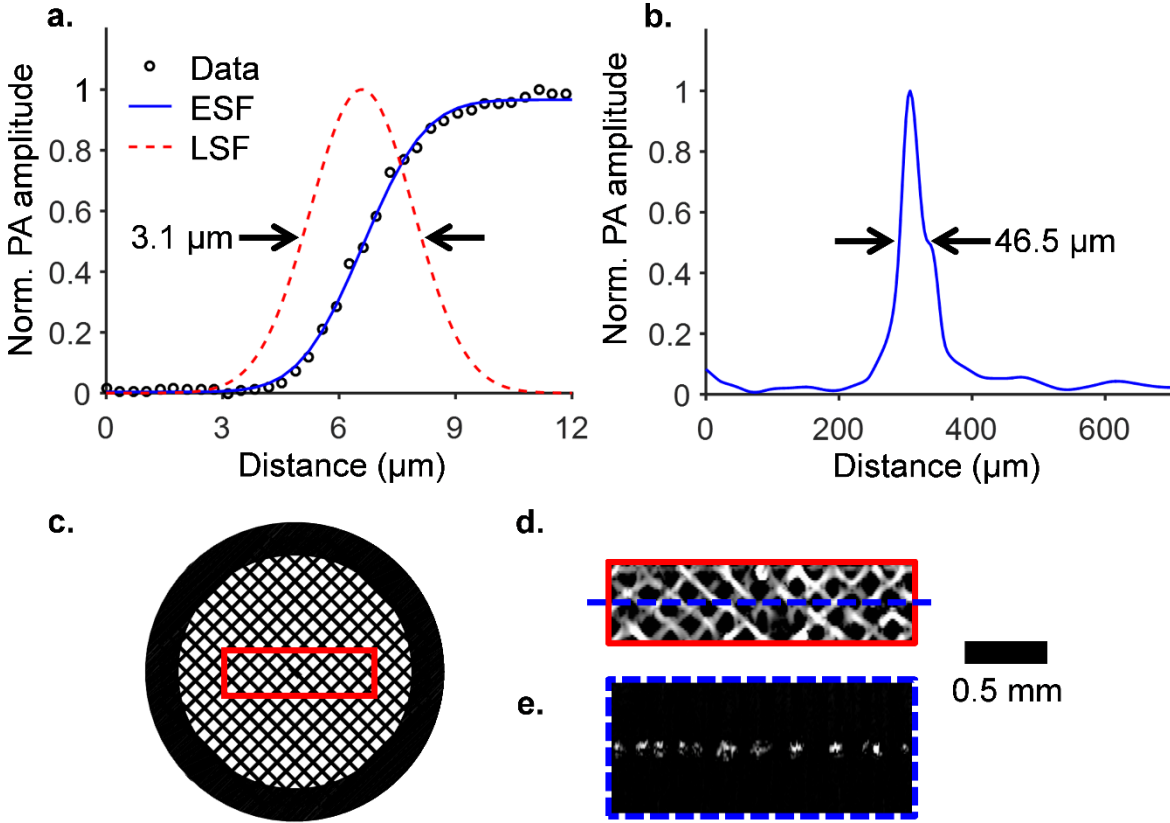 a.
Norm. PA amplitude
1
0.8
0.6
0.4
0.2
0
Data
ESF
LSF
3.1 µm
0 3 6 9 12
Distance (µm)
b.
Norm. PA amplitude
1
0.8
0.6
0.4
0.2
0
46.5 µm
0 200 400 600
Distance (µm)
c.
d.
e.
0.5 mm